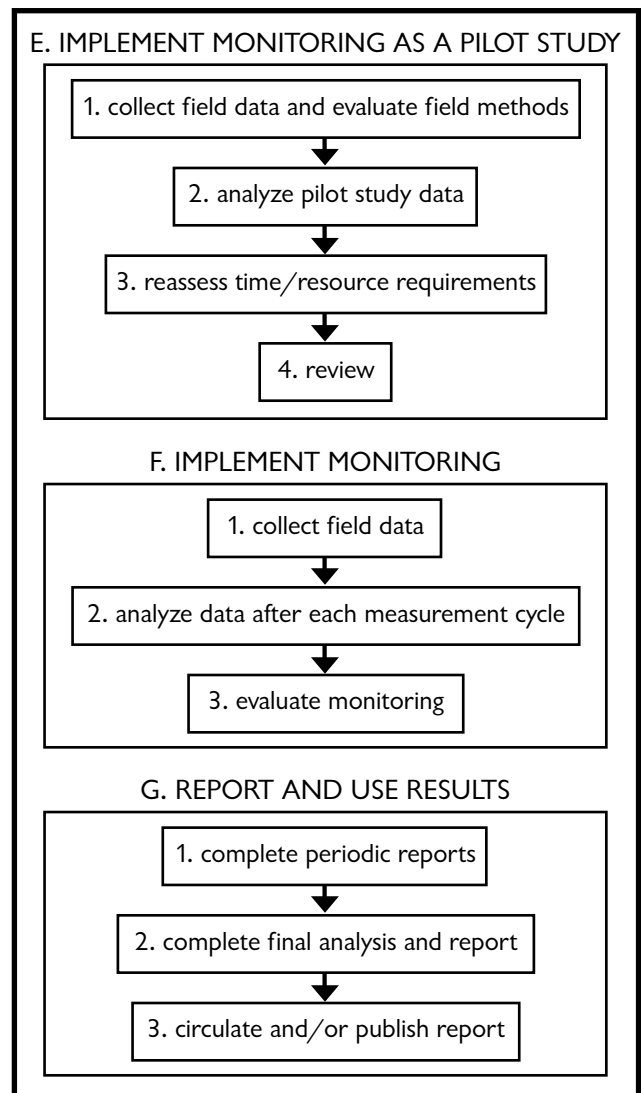 E. IMPLEMENT MONITORING AS A PILOT STUDY
1. collect field data and evaluate field methods
2. analyze pilot study data
3. reassess time/resource requirements
4. review
F. IMPLEMENT MONITORING
1. collect field data
2. analyze data after each measurement cycle
3. evaluate monitoring
G. REPORT AND USE RESULTS
1. complete periodic reports
2. complete final analysis and report
3. circulate and/or publish report